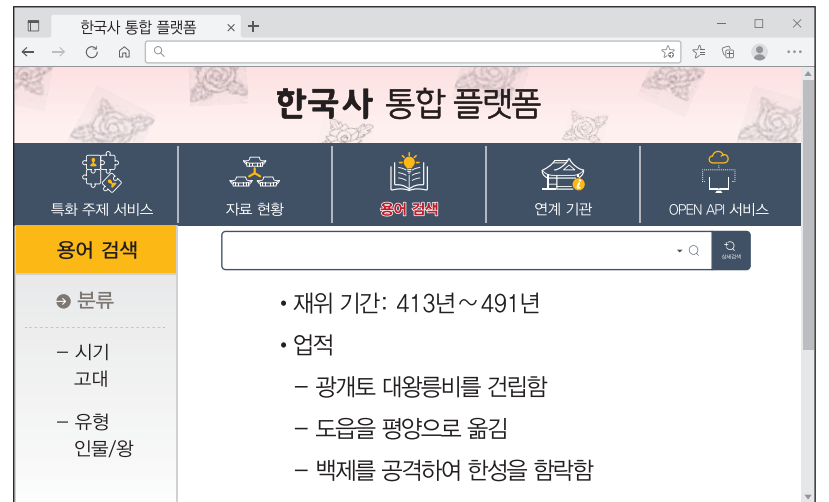 한국사 통합 플랫폼
한국사 통합 플랫폼
특화 주제 서비스
자료 현황
용어 검색
연계 기관
OPEN API 서비스
용어 검색
상세검색
분류
– 시기
고대
– 유형
인물/왕
• 재위 기간: 413년~491년
• 업적
– 광개토 대왕릉비를 건립함
– 도읍을 평양으로 옮김
– 백제를 공격하여 한성을 함락함